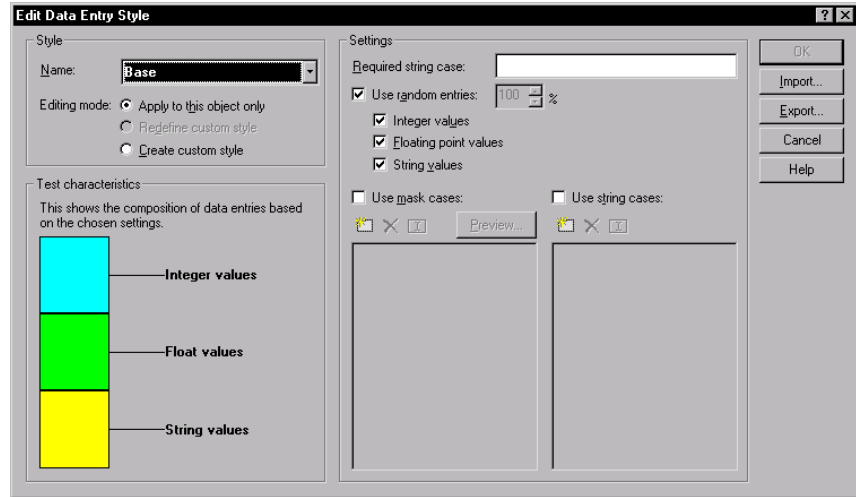 Edit Data Entry Style
Style
Name: Base
Editing mode: Apply to this object only
Redefine custom style
Create custom style
Test characteristics
This shows the composition of data entries based
on the chosen settings.
Integer values
Float values
String values
Settings
Required string case:
Use random entries: 100 %
Integer values
Floating point values
String values
Use mask cases:
Preview...
Use string cases:
OK
Import...
Export...
Cancel
Help